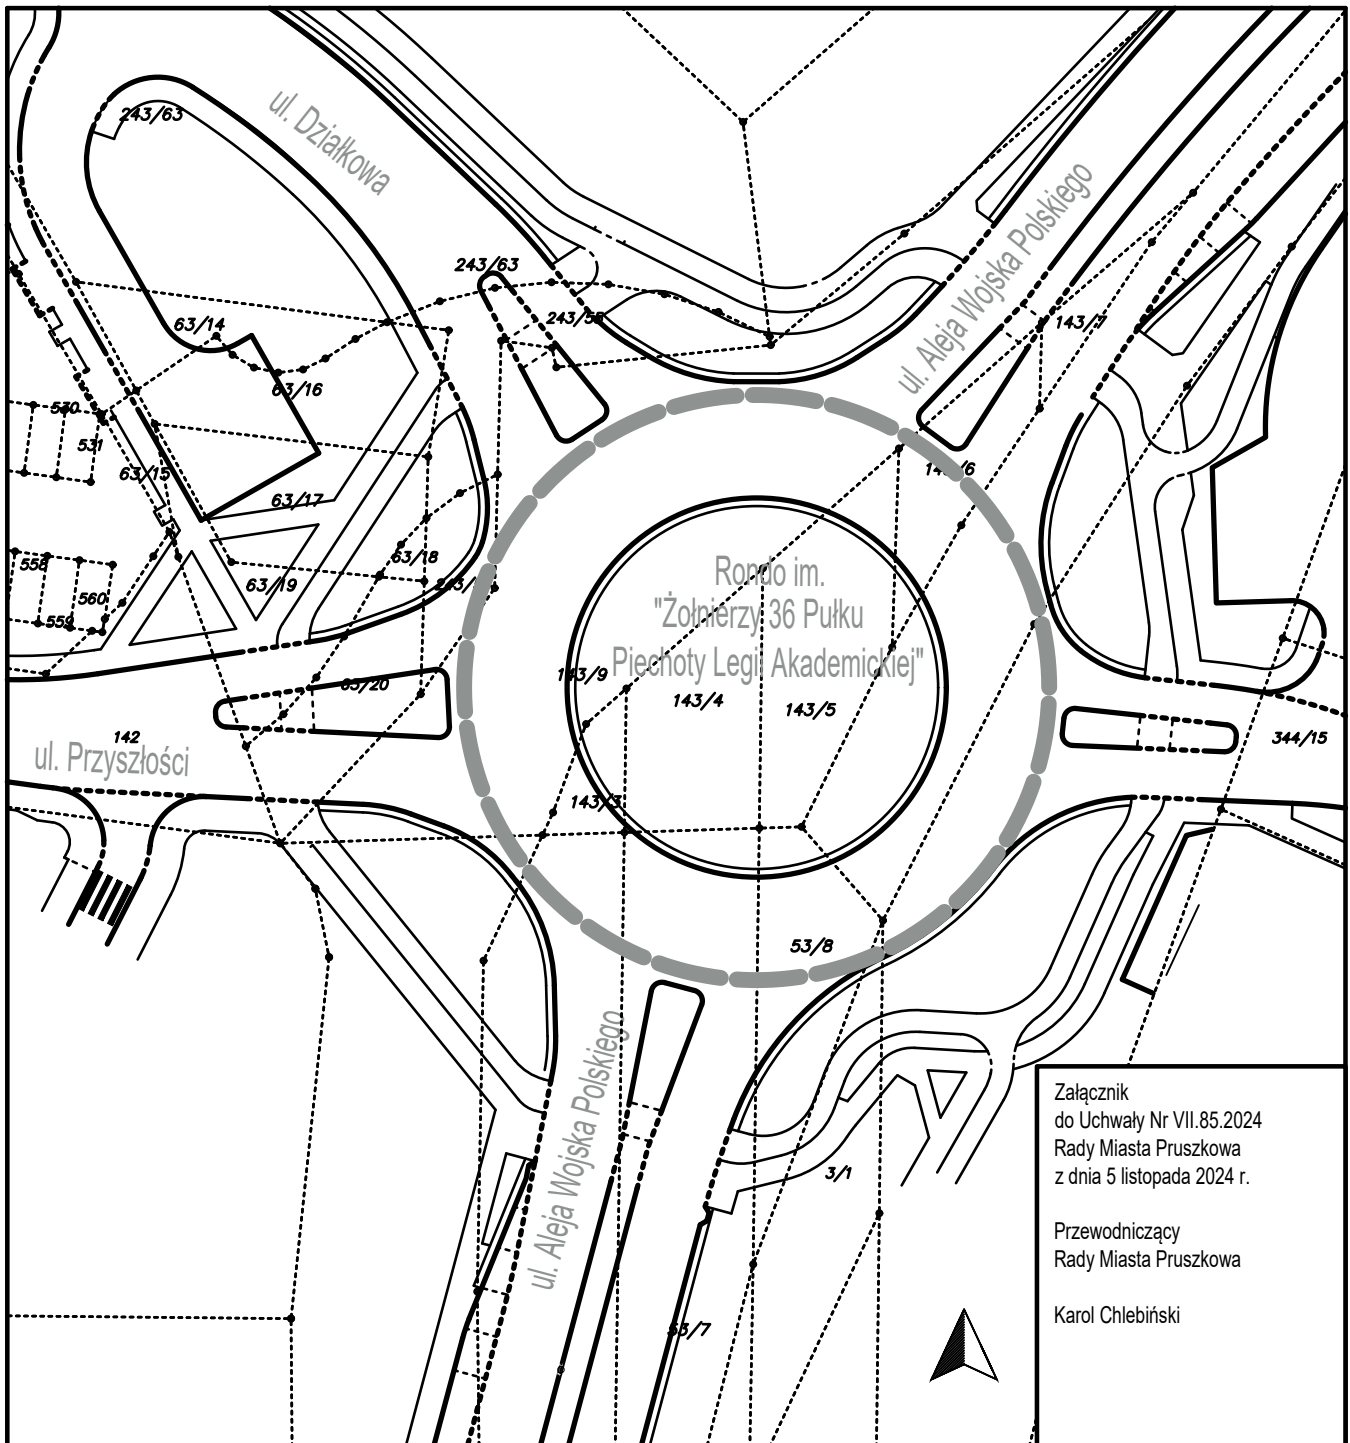 243/63
ul. Działkowa
ul. Aleja Wojska Polskiego
243/63
243/55
143/7
63/14
63/16
530
531
63/15
63/17
143/6
558
560
559
63/18
63/19
243/
Rondo im.
"Żołnierzy 36 Pułku
Piechoty Legii Akademickiej"
143/9
143/4
143/5
63/20
142
ul. Przyszłości
344/15
143/3
53/8
ul. Aleja Wojska Polskiego
3/1
53/7
Załącznik
do Uchwały Nr VII.85.2024
Rady Miasta Pruszkowa
z dnia 5 listopada 2024 r.
Przewodniczący
Rady Miasta Pruszkowa
Karol Chlebiński